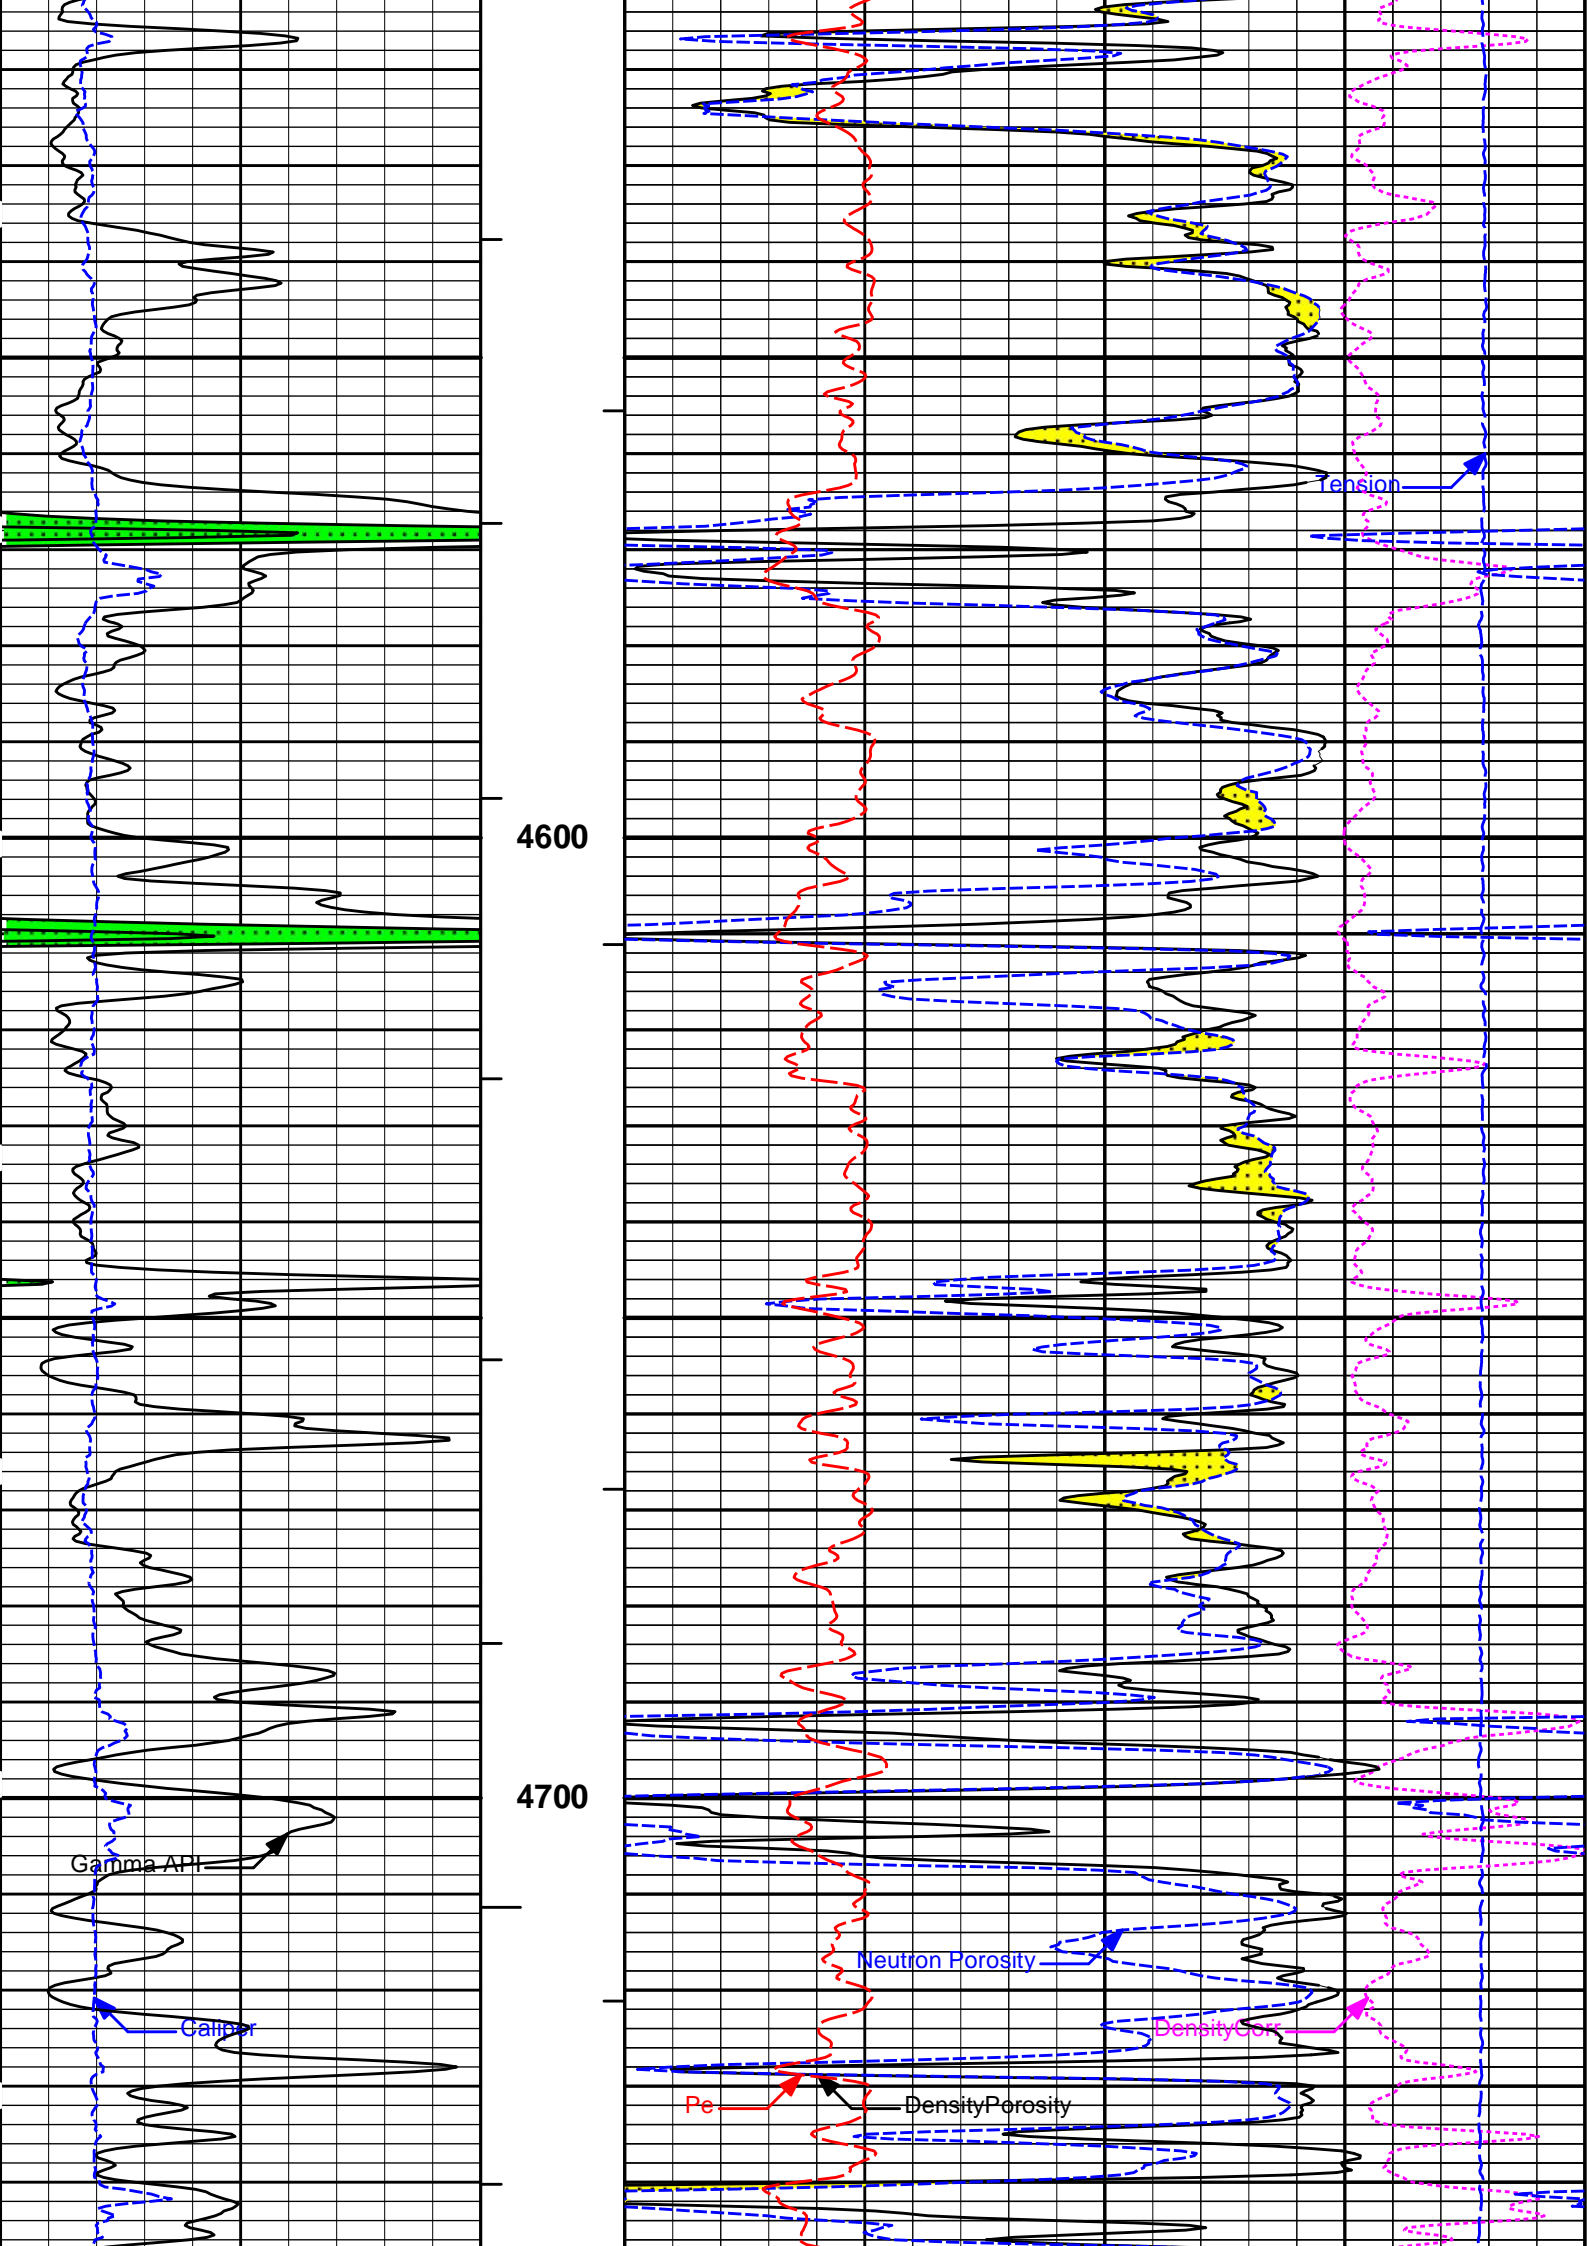 Tension
4600
4700
Gamma API
Neutron Porosity
Caliper
DensityCorr
Pe
DensityPorosity